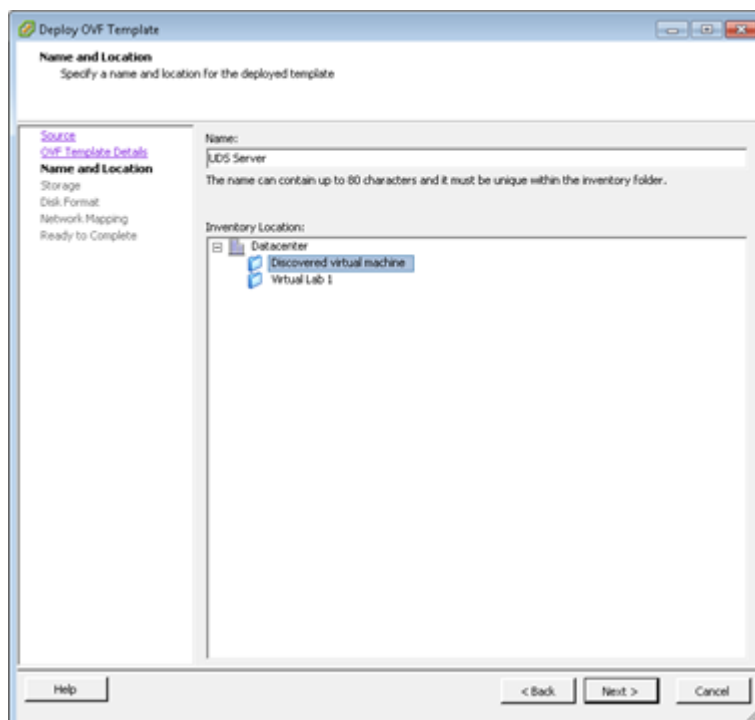 Deploy OVF Template
Name and Location
Specify a name and location for the deployed template
Source
OVF Template Details
Name and Location
Storage
Disk Format
Network Mapping
Ready to Complete
Name:
UDS Server
The name can contain up to 80 characters and it must be unique within the inventory folder.
Inventory Location:
Datacenter
Discovered virtual machine
Virtual Lab 1
Help
< Back
Next >
Cancel